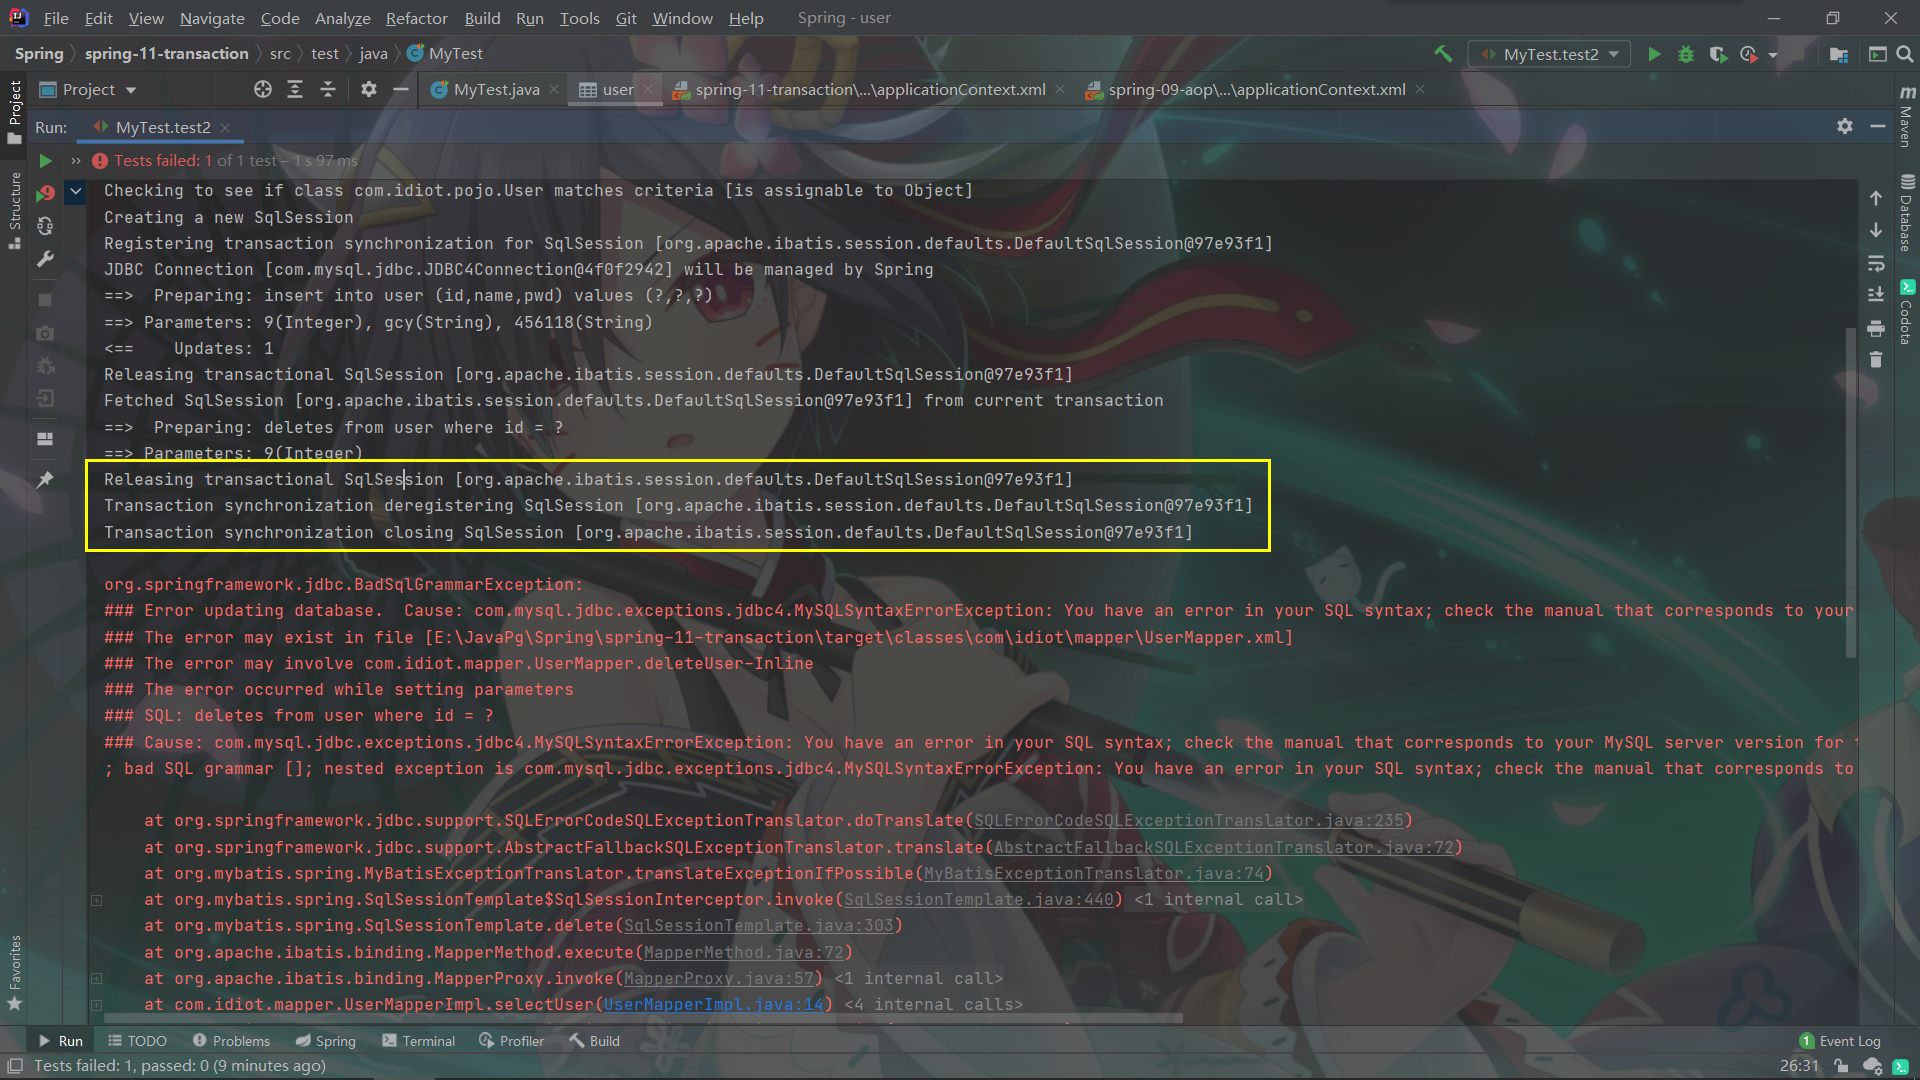 File Edit View Navigate Code Analyze Refactor Build Run Tools Git Window Help Spring - user
Spring spring-11-transaction src test java MyTest MyTest.test2
Project MyTest.java user spring-11-transaction\...\applicationContext.xml spring-09-aop\...\applicationContext.xml
Run: MyTest.test2
Tests failed: 1 of 1 test – 1 s 97 ms
Checking to see if class com.idiot.pojo.User matches criteria [is assignable to Object]
Creating a new SqlSession
Registering transaction synchronization for SqlSession [org.apache.ibatis.session.defaults.DefaultSqlSession@97e93f1]
JDBC Connection [com.mysql.jdbc.JDBC4Connection@4f0f2942] will be managed by Spring
==>  Preparing: insert into user (id,name,pwd) values (?,?,?)
==> Parameters: 9(Integer), gcy(String), 456118(String)
<==    Updates: 1
Releasing transactional SqlSession [org.apache.ibatis.session.defaults.DefaultSqlSession@97e93f1]
Fetched SqlSession [org.apache.ibatis.session.defaults.DefaultSqlSession@97e93f1] from current transaction
==>  Preparing: deletes from user where id = ?
==> Parameters: 9(Integer)
Releasing transactional SqlSession [org.apache.ibatis.session.defaults.DefaultSqlSession@97e93f1]
Transaction synchronization deregistering SqlSession [org.apache.ibatis.session.defaults.DefaultSqlSession@97e93f1]
Transaction synchronization closing SqlSession [org.apache.ibatis.session.defaults.DefaultSqlSession@97e93f1]
org.springframework.jdbc.BadSqlGrammarException:
### Error updating database.  Cause: com.mysql.jdbc.exceptions.jdbc4.MySQLSyntaxErrorException: You have an error in your SQL syntax; check the manual that corresponds to your
### The error may exist in file [E:\JavaPg\Spring\spring-11-transaction\target\classes\com\idiot\mapper\UserMapper.xml]
### The error may involve com.idiot.mapper.UserMapper.deleteUser-Inline
### The error occurred while setting parameters
### SQL: deletes from user where id = ?
### Cause: com.mysql.jdbc.exceptions.jdbc4.MySQLSyntaxErrorException: You have an error in your SQL syntax; check the manual that corresponds to your MySQL server version for
; bad SQL grammar []; nested exception is com.mysql.jdbc.exceptions.jdbc4.MySQLSyntaxErrorException: You have an error in your SQL syntax; check the manual that corresponds to
at org.springframework.jdbc.support.SQLErrorCodeSQLExceptionTranslator.doTranslate(SQLErrorCodeSQLExceptionTranslator.java:235)
at org.springframework.jdbc.support.AbstractFallbackSQLExceptionTranslator.translate(AbstractFallbackSQLExceptionTranslator.java:72)
at org.mybatis.spring.MyBatisExceptionTranslator.translateExceptionIfPossible(MyBatisExceptionTranslator.java:74)
at org.mybatis.spring.SqlSessionTemplate$SqlSessionInterceptor.invoke(SqlSessionTemplate.java:440) <1 internal call>
at org.mybatis.spring.SqlSessionTemplate.delete(SqlSessionTemplate.java:303)
at org.apache.ibatis.binding.MapperMethod.execute(MapperMethod.java:72)
at org.apache.ibatis.binding.MapperProxy.invoke(MapperProxy.java:57) <1 internal call>
at com.idiot.mapper.UserMapperImpl.selectUser(UserMapperImpl.java:14) <4 internal calls>
Project
Structure
Favorites
Maven
Database
Codota
Run TODO Problems Spring Terminal Profiler Build 1 Event Log
Tests failed: 1, passed: 0 (9 minutes ago) 26:31